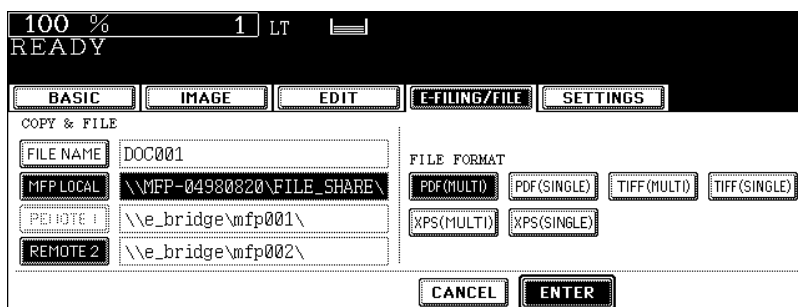 100 % 1 LT
READY
BASIC IMAGE EDIT E-FILING/FILE SETTINGS
COPY & FILE
FILE NAME DOC001
FILE FORMAT
MFP LOCAL \\MFP-04980820\FILE_SHARE\
PDF(MULTI) PDF(SINGLE) TIFF(MULTI) TIFF(SINGLE)
REMOTE 1 \\e_bridge\mfp001\
XPS(MULTI) XPS(SINGLE)
REMOTE 2 \\e_bridge\mfp002\
CANCEL ENTER